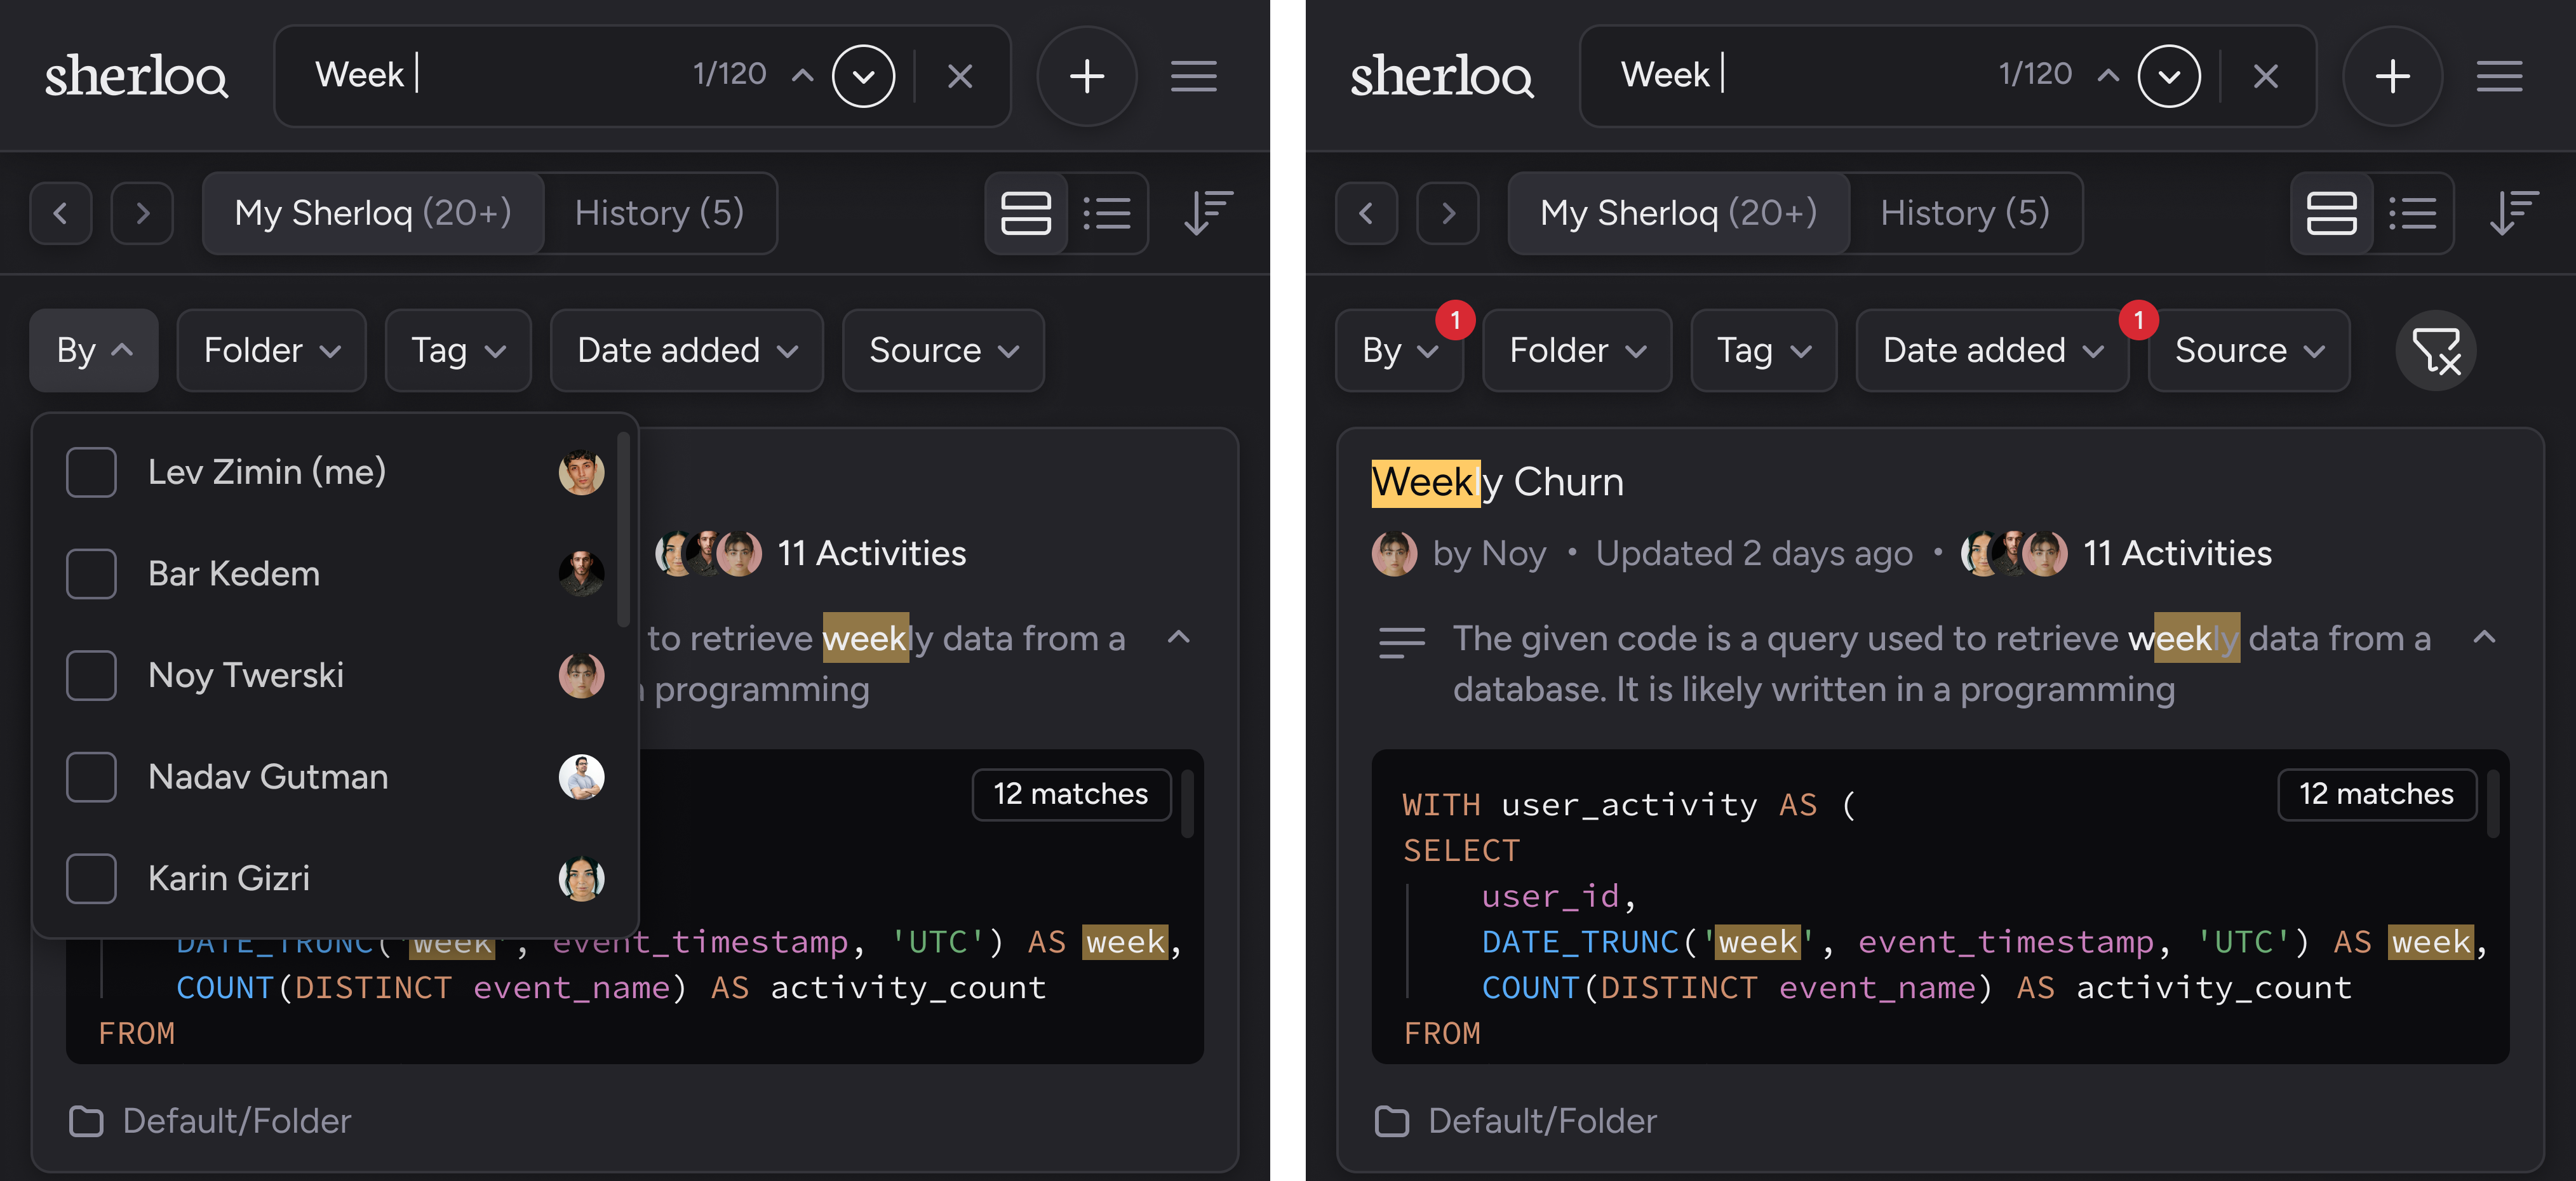 sherloq
Week
1/120
My Sherloq (20+)
History (5)
By
Folder
Tag
Date added
Source
Lev Zimin (me)
Bar Kedem
Noy Twerski
Nadav Gutman
Karin Gizri
11 Activities
to retrieve weekly data from a
programming
12 matches
DATE_TRUNC('week', event_timestamp, 'UTC') AS week,
COUNT(DISTINCT event_name) AS activity_count
FROM
Default/Folder
sherloq
Week
1/120
My Sherloq (20+)
History (5)
By
1
Folder
Tag
Date added
1
Source
Weekly Churn
by Noy • Updated 2 days ago • 11 Activities
The given code is a query used to retrieve weekly data from a
database. It is likely written in a programming
12 matches
WITH user_activity AS (
SELECT
user_id,
DATE_TRUNC('week', event_timestamp, 'UTC') AS week,
COUNT(DISTINCT event_name) AS activity_count
FROM
Default/Folder